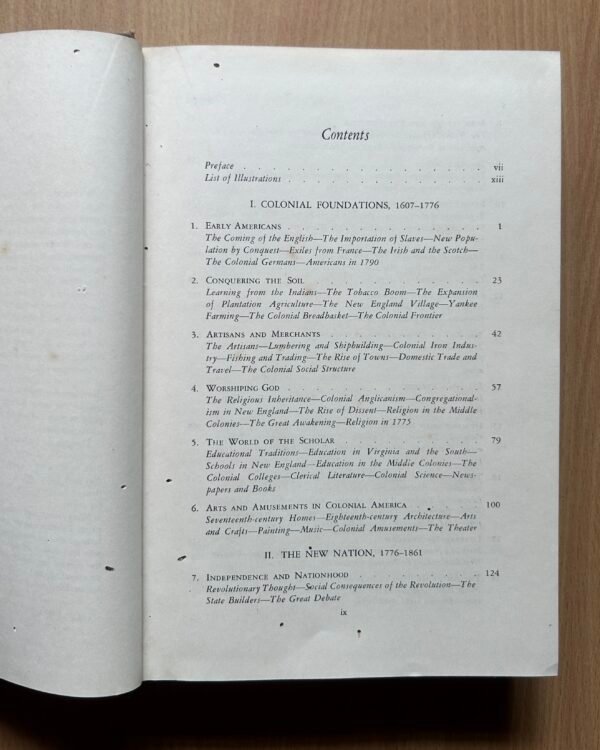 Contents
Preface . . . . . . . . . . . . . . . . . vii
List of Illustrations . . . . . . . . . . . . . . xiii
I. COLONIAL FOUNDATIONS, 1607–1776
1. EARLY AMERICANS . . . . . . . . . . . . . . 1
The Coming of the English—The Importation of Slaves—New Popu-
lation by Conquest—Exiles from France—The Irish and the Scotch—
The Colonial Germans—Americans in 1790
2. CONQUERING THE SOIL . . . . . . . . . . . . 23
Learning from the Indians—The Tobacco Boom—The Expansion
of Plantation Agriculture—The New England Village—Yankee
Farming—The Colonial Breadbasket—The Colonial Frontier
3. ARTISANS AND MERCHANTS . . . . . . . . . . . 42
The Artisans—Lumbering and Shipbuilding—Colonial Iron Indus-
try—Fishing and Trading—The Rise of Towns—Domestic Trade and
Travel—The Colonial Social Structure
4. WORSHIPING GOD . . . . . . . . . . . . . . 57
The Religious Inheritance—Colonial Anglicanism—Congregational-
ism in New England—The Rise of Dissent—Religion in the Middle
Colonies—The Great Awakening—Religion in 1775
5. THE WORLD OF THE SCHOLAR . . . . . . . . . . 79
Educational Traditions—Education in Virginia and the South—
Schools in New England—Education in the Middle Colonies—The
Colonial Colleges—Clerical Literature—Colonial Science—News-
papers and Books
6. ARTS AND AMUSEMENTS IN COLONIAL AMERICA . . . . 100
Seventeenth-century Homes—Eighteenth-century Architecture—Arts
and Crafts—Painting—Music—Colonial Amusements—The Theater
II. THE NEW NATION, 1776–1861
7. INDEPENDENCE AND NATIONHOOD . . . . . . . . . 124
Revolutionary Thought—Social Consequences of the Revolution—The
State Builders—The Great Debate
ix